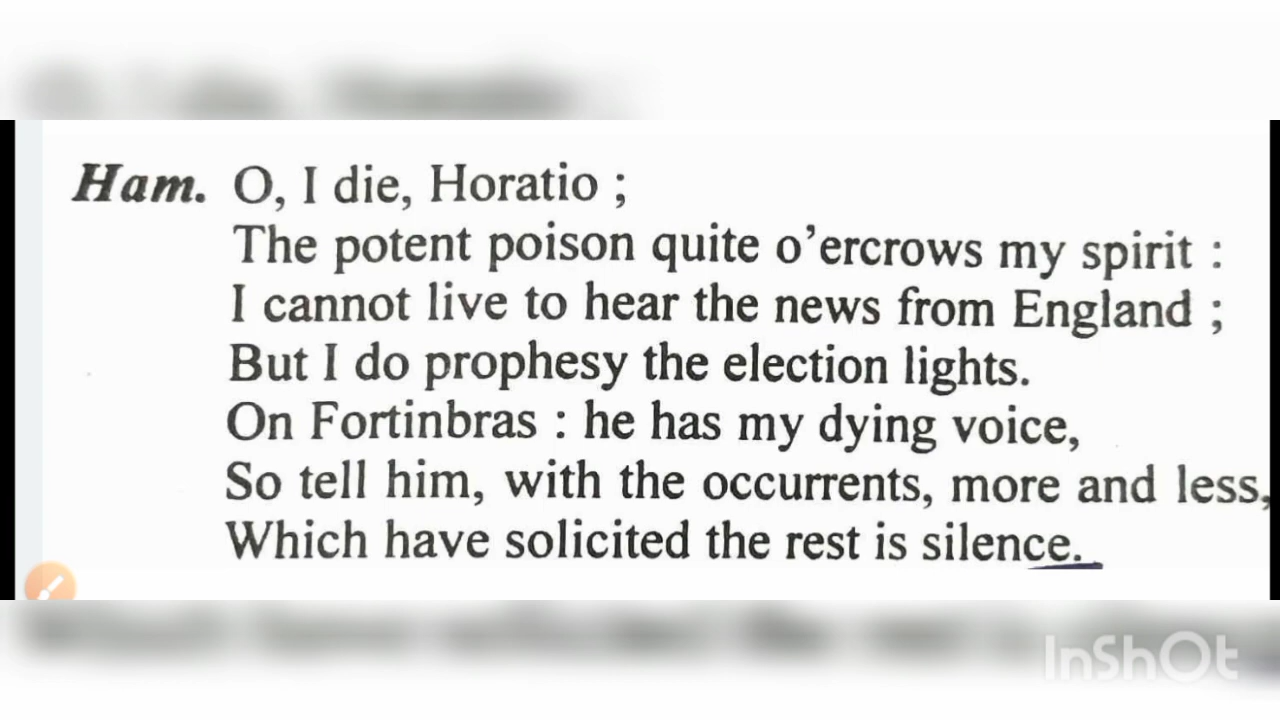 Ham. O, I die, Horatio ;
The potent poison quite o’ercrows my spirit :
I cannot live to hear the news from England ;
But I do prophesy the election lights.
On Fortinbras : he has my dying voice,
So tell him, with the occurrents, more and less,
Which have solicited the rest is silence.
InShOt